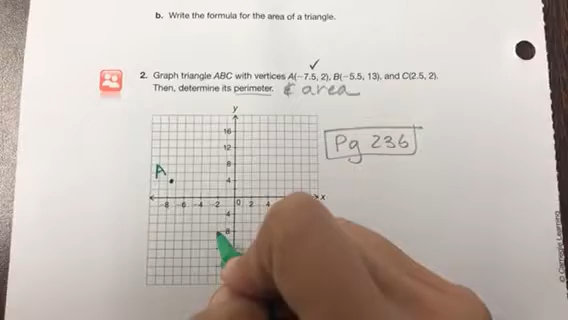 b. Write the formula for the area of a triangle.
2. Graph triangle ABC with vertices A(−7.5, 2), B(−5.5, 13), and C(2.5, 2).
Then, determine its perimeter. & area
y
16
12
8
4
Pg 236
A.
-8 -6 -4 -2 0 2 4 x
-4
-8
© Carnegie Learning